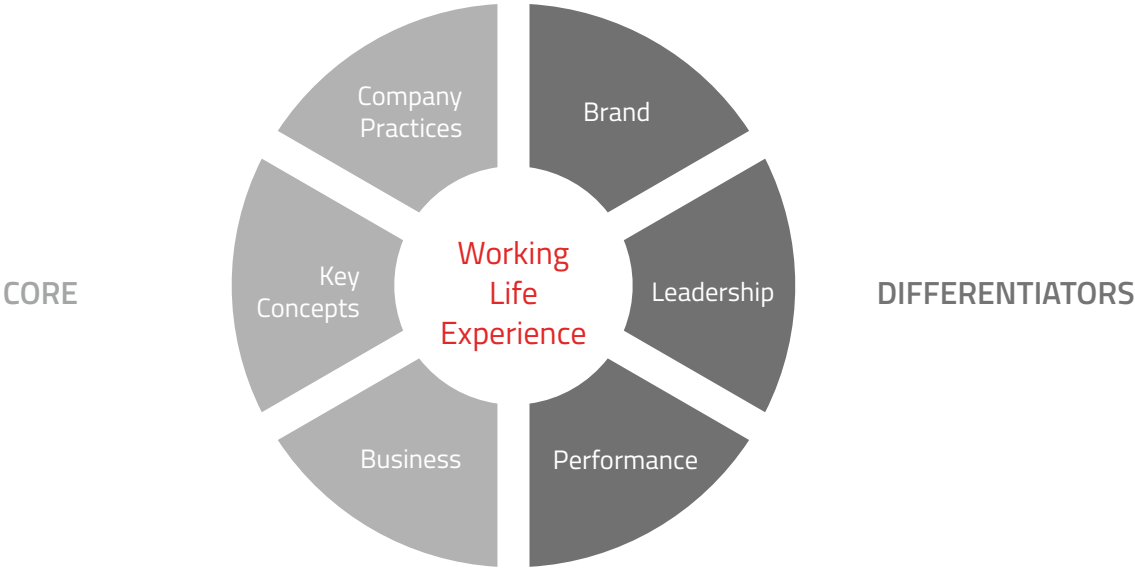 Company
Practices
Brand
Key
Concepts
Working
Life
Experience
Leadership
CORE
DIFFERENTIATORS
Business
Performance